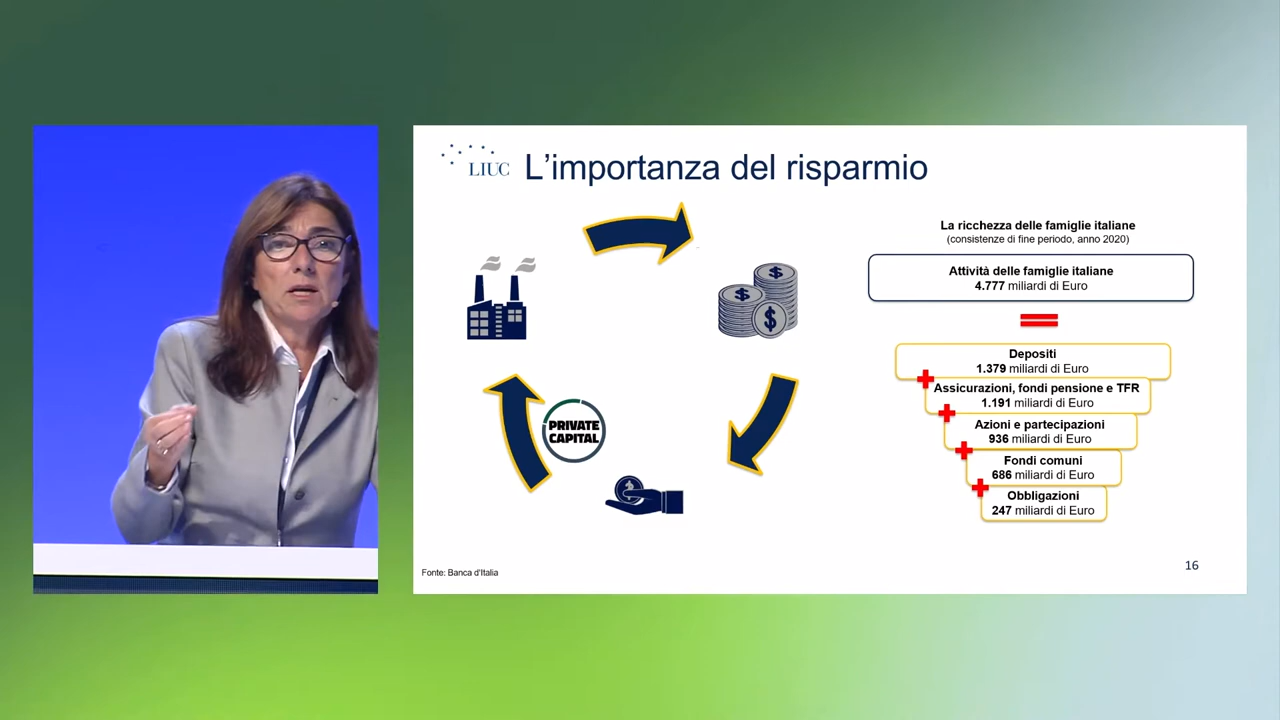 LIUC
L'importanza del risparmio
La ricchezza delle famiglie italiane
(consistenze di fine periodo, anno 2020)
Attività delle famiglie italiane
4.777 miliardi di Euro
Depositi
1.379 miliardi di Euro
Assicurazioni, fondi pensione e TFR
1.191 miliardi di Euro
Azioni e partecipazioni
936 miliardi di Euro
Fondi comuni
686 miliardi di Euro
Obbligazioni
247 miliardi di Euro
PRIVATE
CAPITAL
Fonte: Banca d'Italia
16